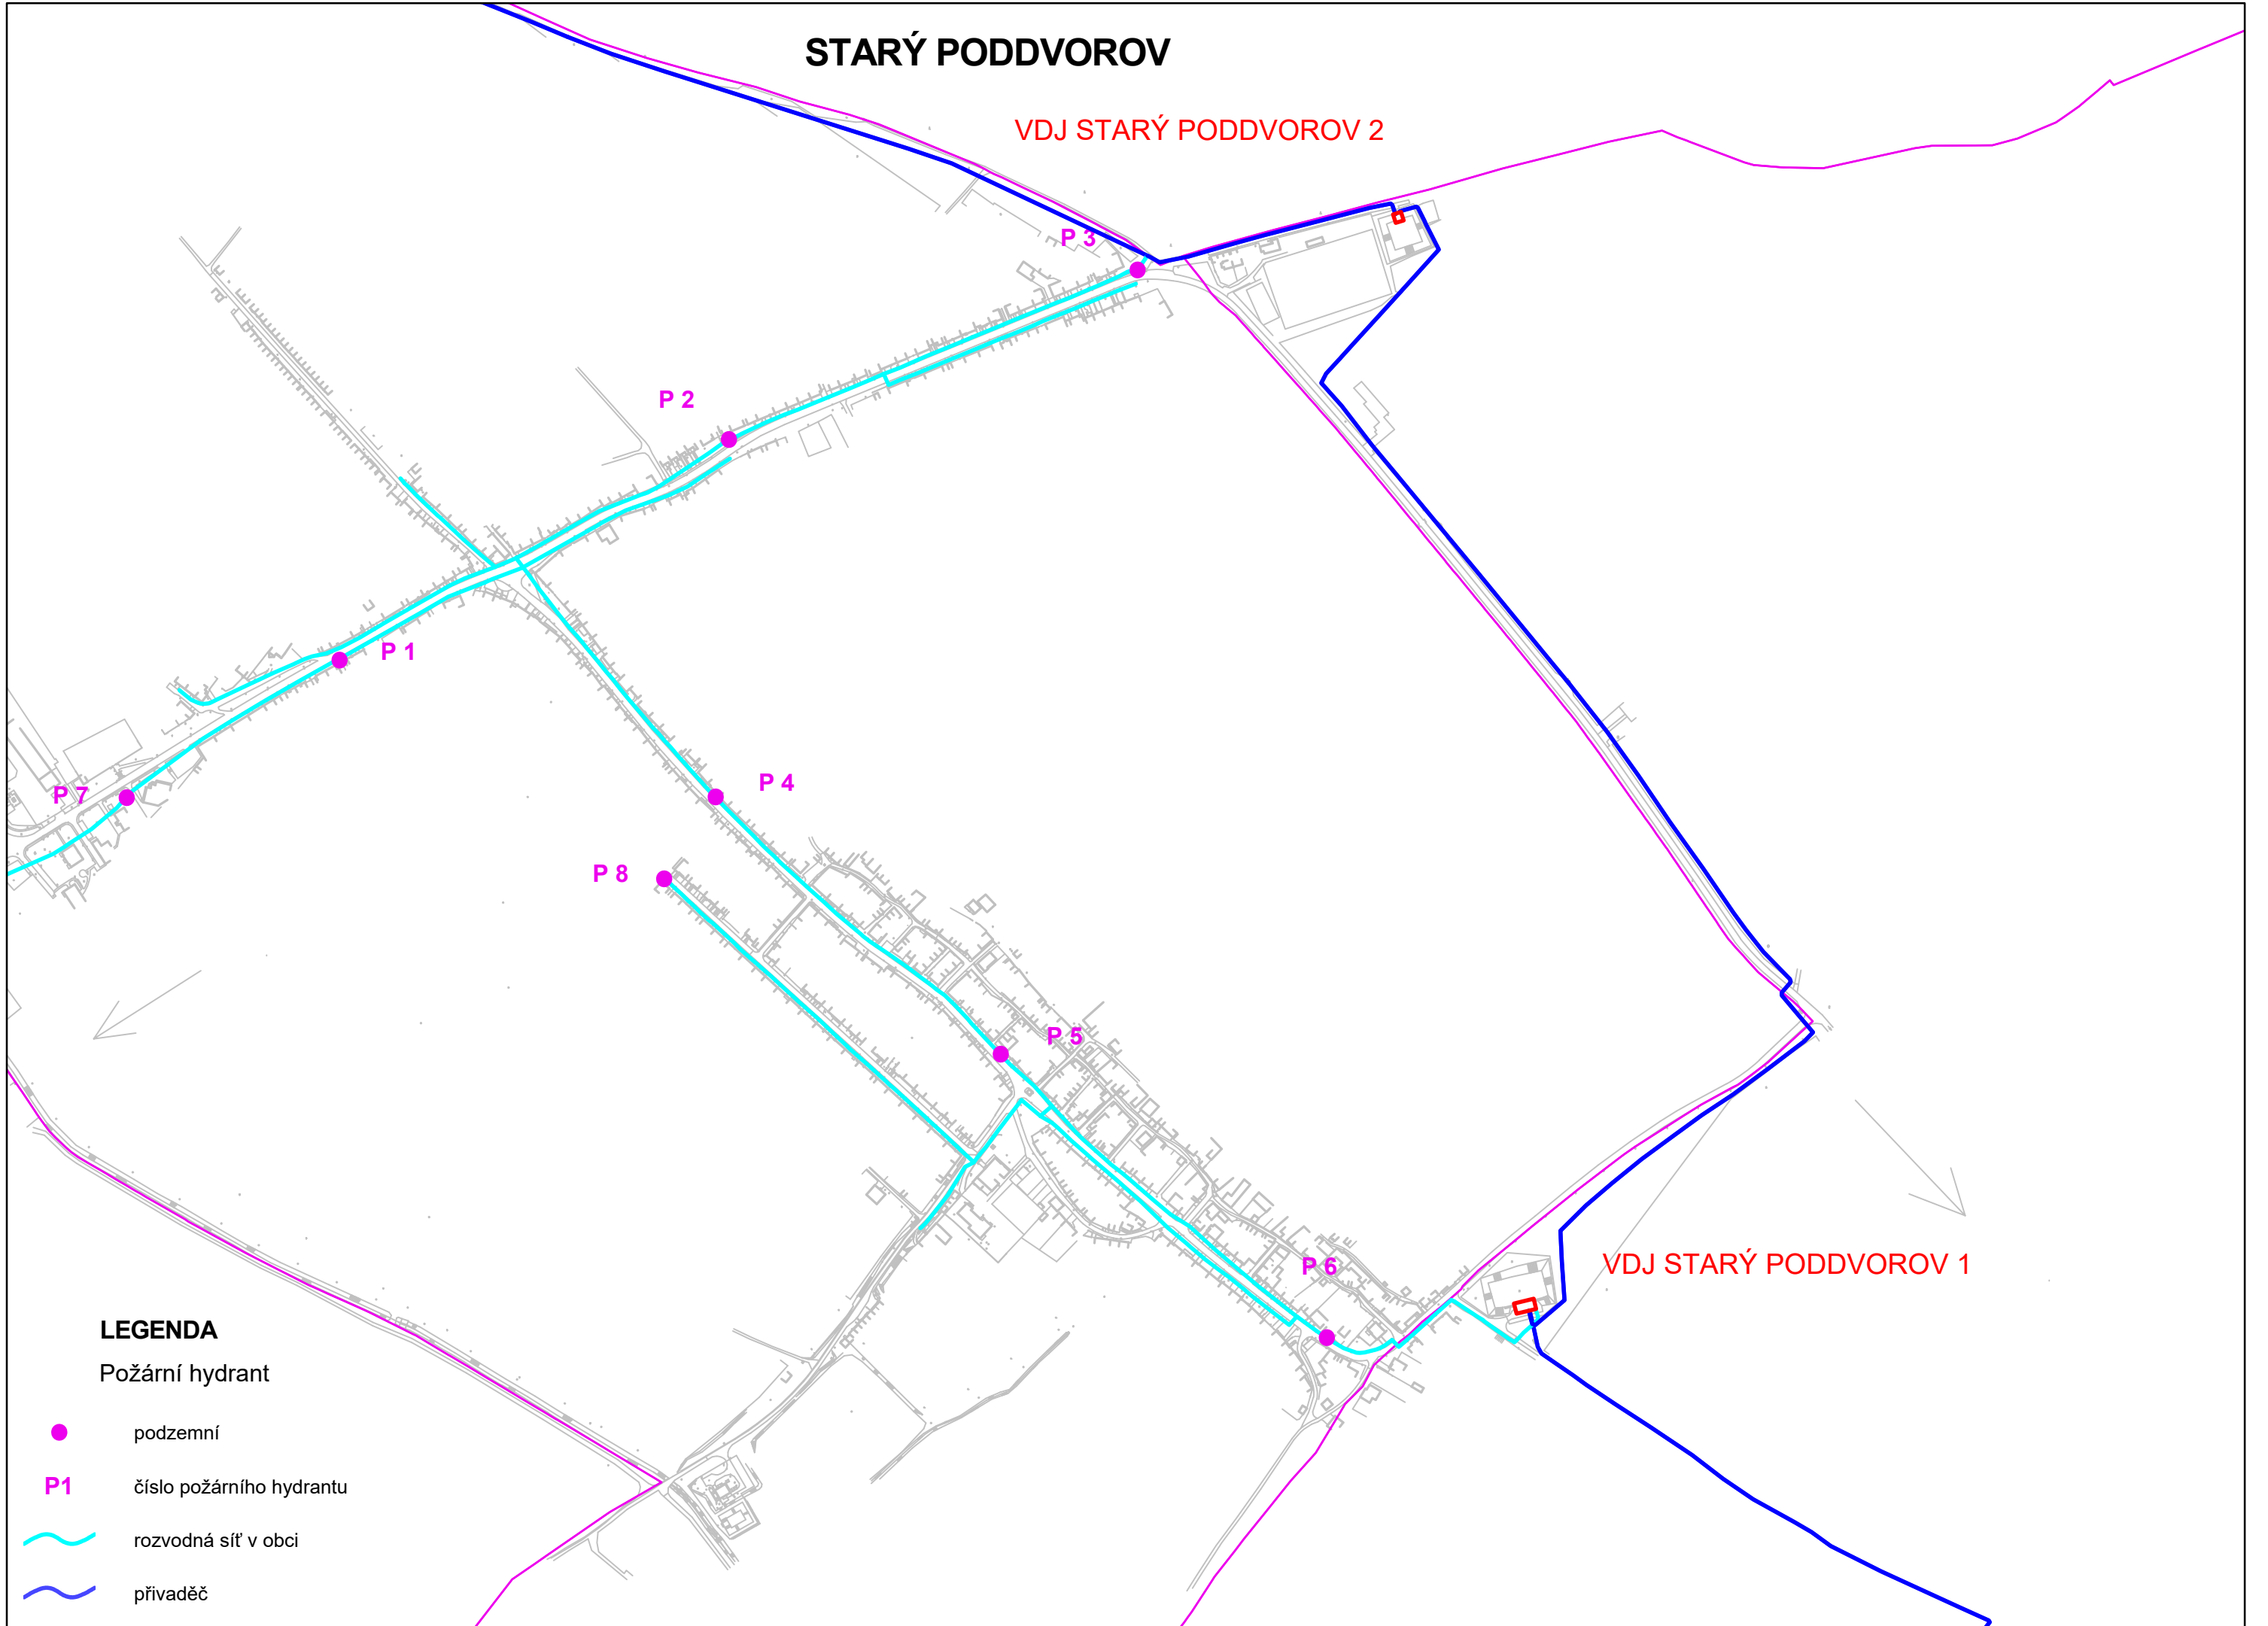 STARÝ PODDVOROV
VDJ STARÝ PODDVOROV 2
P 3
P 2
P 1
P 7
P 4
P 8
P 5
P 6
VDJ STARÝ PODDVOROV 1
LEGENDA
Požární hydrant
podzemní
P1 číslo požárního hydrantu
rozvodná síť v obci
přivaděč